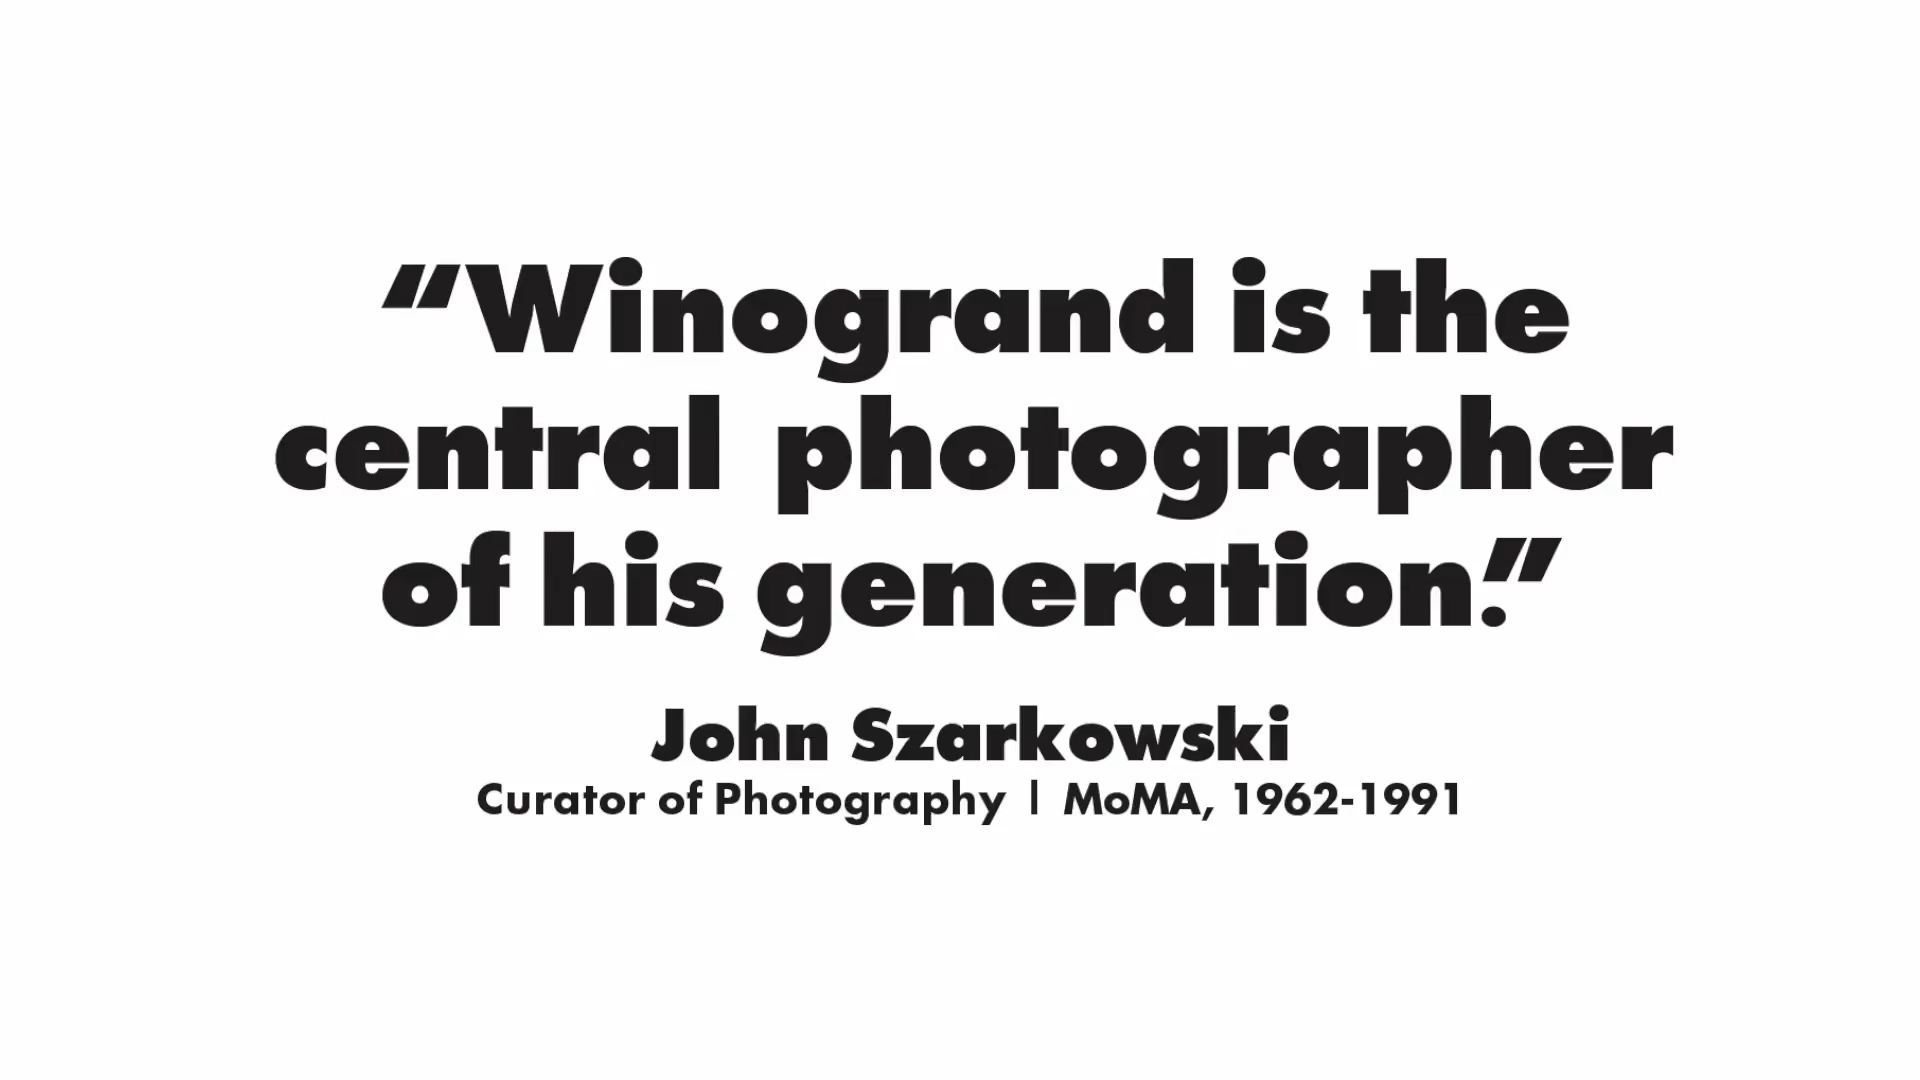 “Winogrand is the
central photographer
of his generation.”
John Szarkowski
Curator of Photography | MoMA, 1962-1991